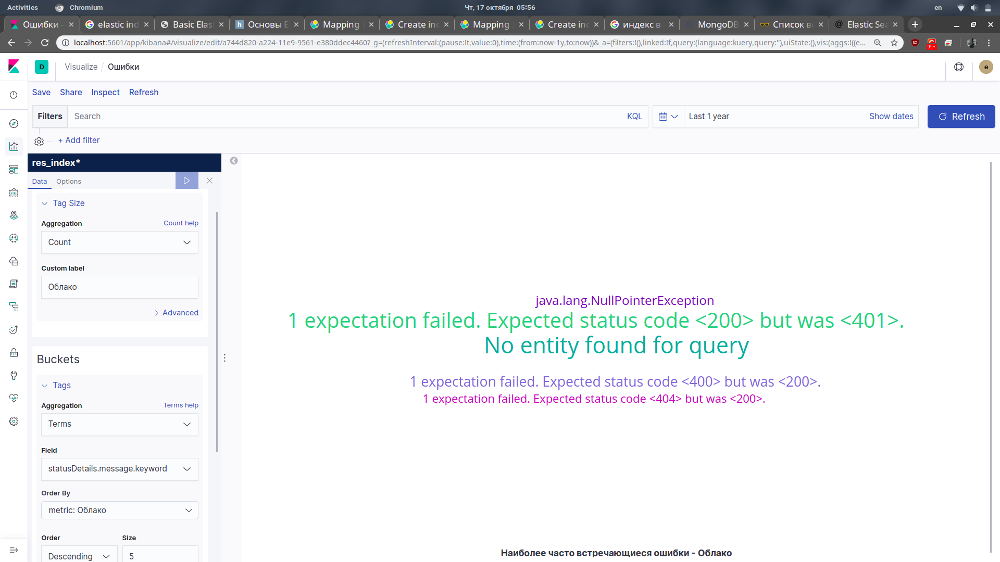 Activities Chromium Чт, 17 октября 05:56 en
Ошибки - elastic ind Basic Elast Основы E Mapping Create ind Mapping Create ind индекс в MongoDB Список во Elastic Sea
localhost:5601/app/kibana#/visualize/edit/a744d820-a224-11e9-9561-e380ddec4460?_g=(refreshInterval:(pause:!t,value:0),time:(from:now-1y,to:now))&_a=(filters:!(),linked:!f,query:(language:kuery,query:''),uiState:(),vis:(aggs:!((e...
99+
D Visualize / Ошибки e
Save Share Inspect Refresh
Filters Search KQL Last 1 year Show dates Refresh
+ Add filter
res_index*
Data Options
Tag Size
Aggregation Count help
Count
Custom label
Облако
Advanced
Buckets
Tags
Aggregation Terms help
Terms
Field
statusDetails.message.keyword
Order By
metric: Облако
Order Size
Descending 5
java.lang.NullPointerException
1 expectation failed. Expected status code <200> but was <401>.
No entity found for query
1 expectation failed. Expected status code <400> but was <200>.
1 expectation failed. Expected status code <404> but was <200>.
Наиболее часто встречающиеся ошибки - Облако